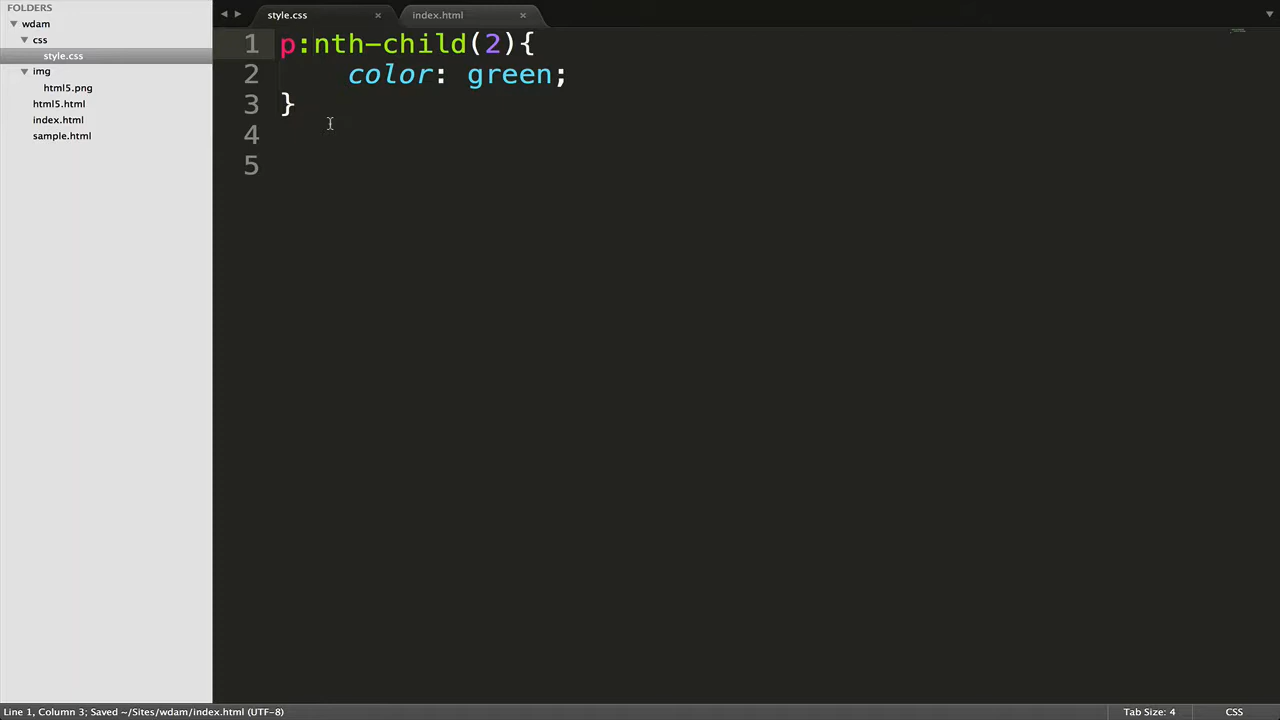 FOLDERS
wdam
css
style.css
img
html5.png
html5.html
index.html
sample.html
style.css × index.html ×
1 p:nth-child(2){
2 color: green;
3 }
4
5
Line 1, Column 3; Saved ~/Sites/wdam/index.html (UTF-8) Tab Size: 4 CSS